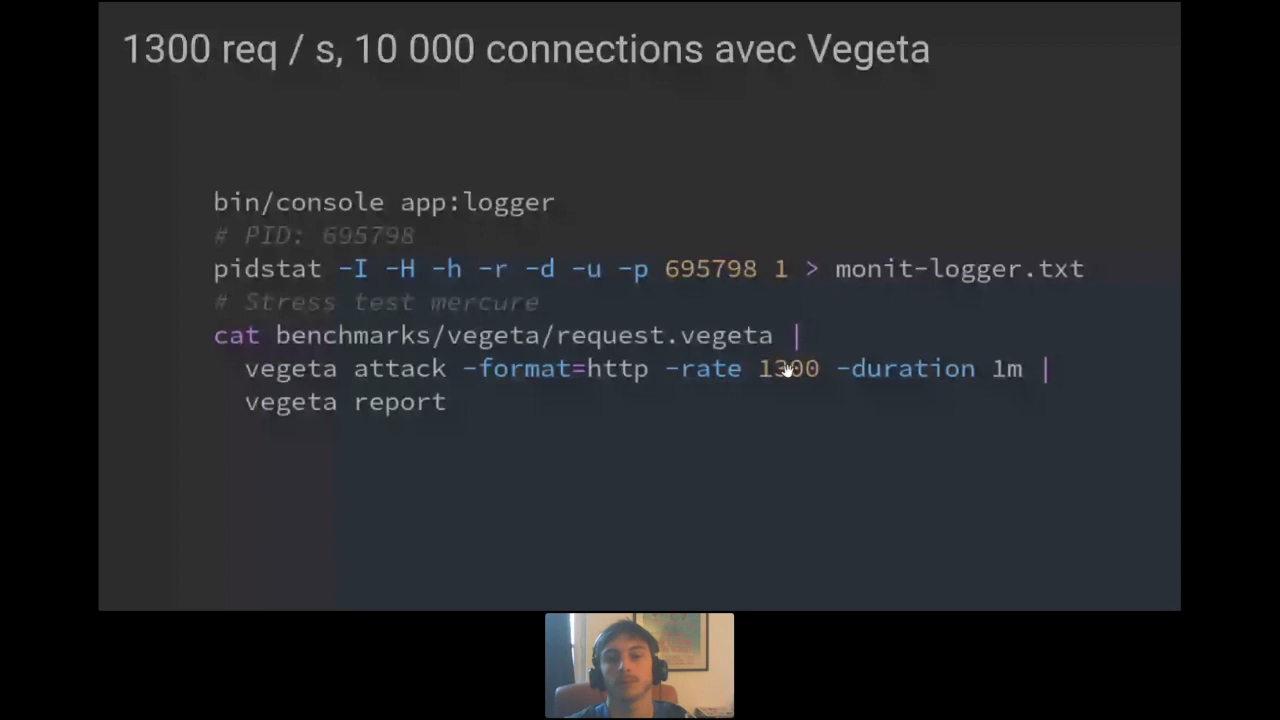 1300 req / s, 10 000 connections avec Vegeta
bin/console app:logger
# PID: 695798
pidstat -I -H -h -r -d -u -p 695798 1 > monit-logger.txt
# Stress test mercure
cat benchmarks/vegeta/request.vegeta |
vegeta attack -format=http -rate 1300 -duration 1m |
vegeta report